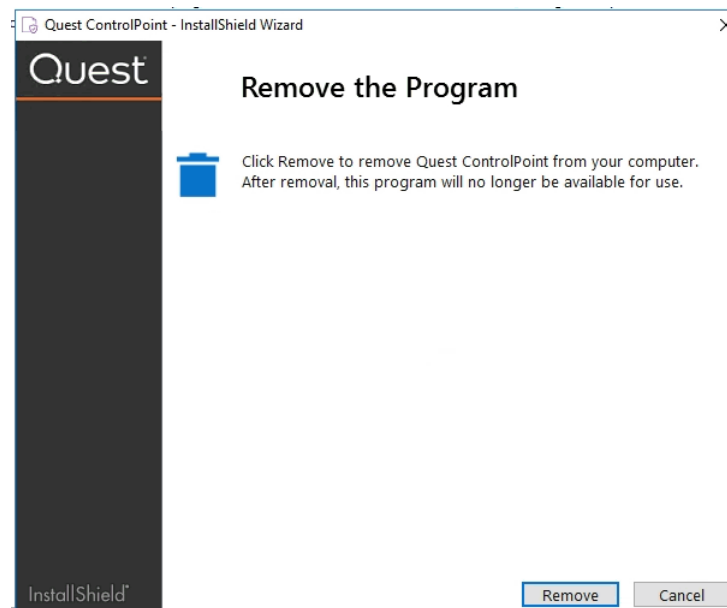 Quest ControlPoint - InstallShield Wizard
Quest
Remove the Program
Click Remove to remove Quest ControlPoint from your computer.
After removal, this program will no longer be available for use.
InstallShield
Remove
Cancel